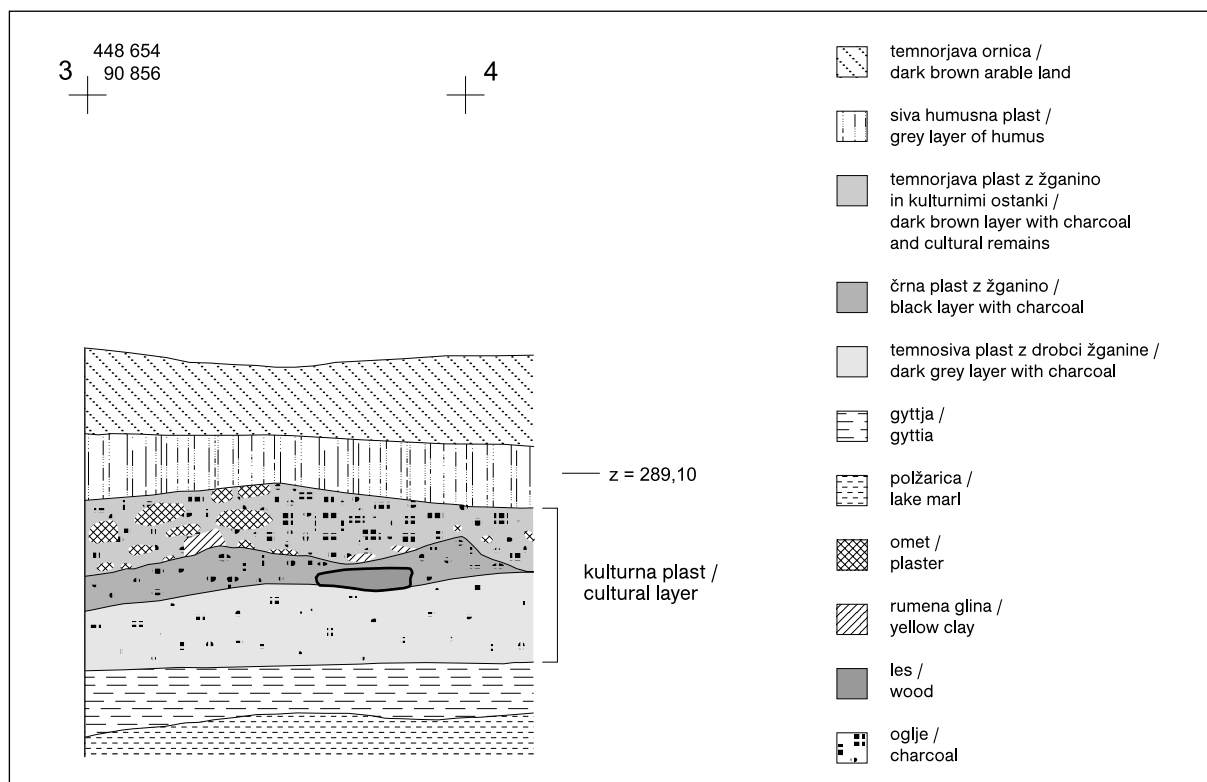 448 654
3 90 856
4
z = 289,10
kulturna plast /
cultural layer
temnorjava ornica /
dark brown arable land
siva humusna plast /
grey layer of humus
temnorjava plast z žganino
in kulturnimi ostanki /
dark brown layer with charcoal
and cultural remains
črna plast z žganino /
black layer with charcoal
temnosiva plast z drobci žganine /
dark grey layer with charcoal
gyttja /
gyttia
polžarica /
lake marl
omet /
plaster
rumena glina /
yellow clay
les /
wood
oglje /
charcoal